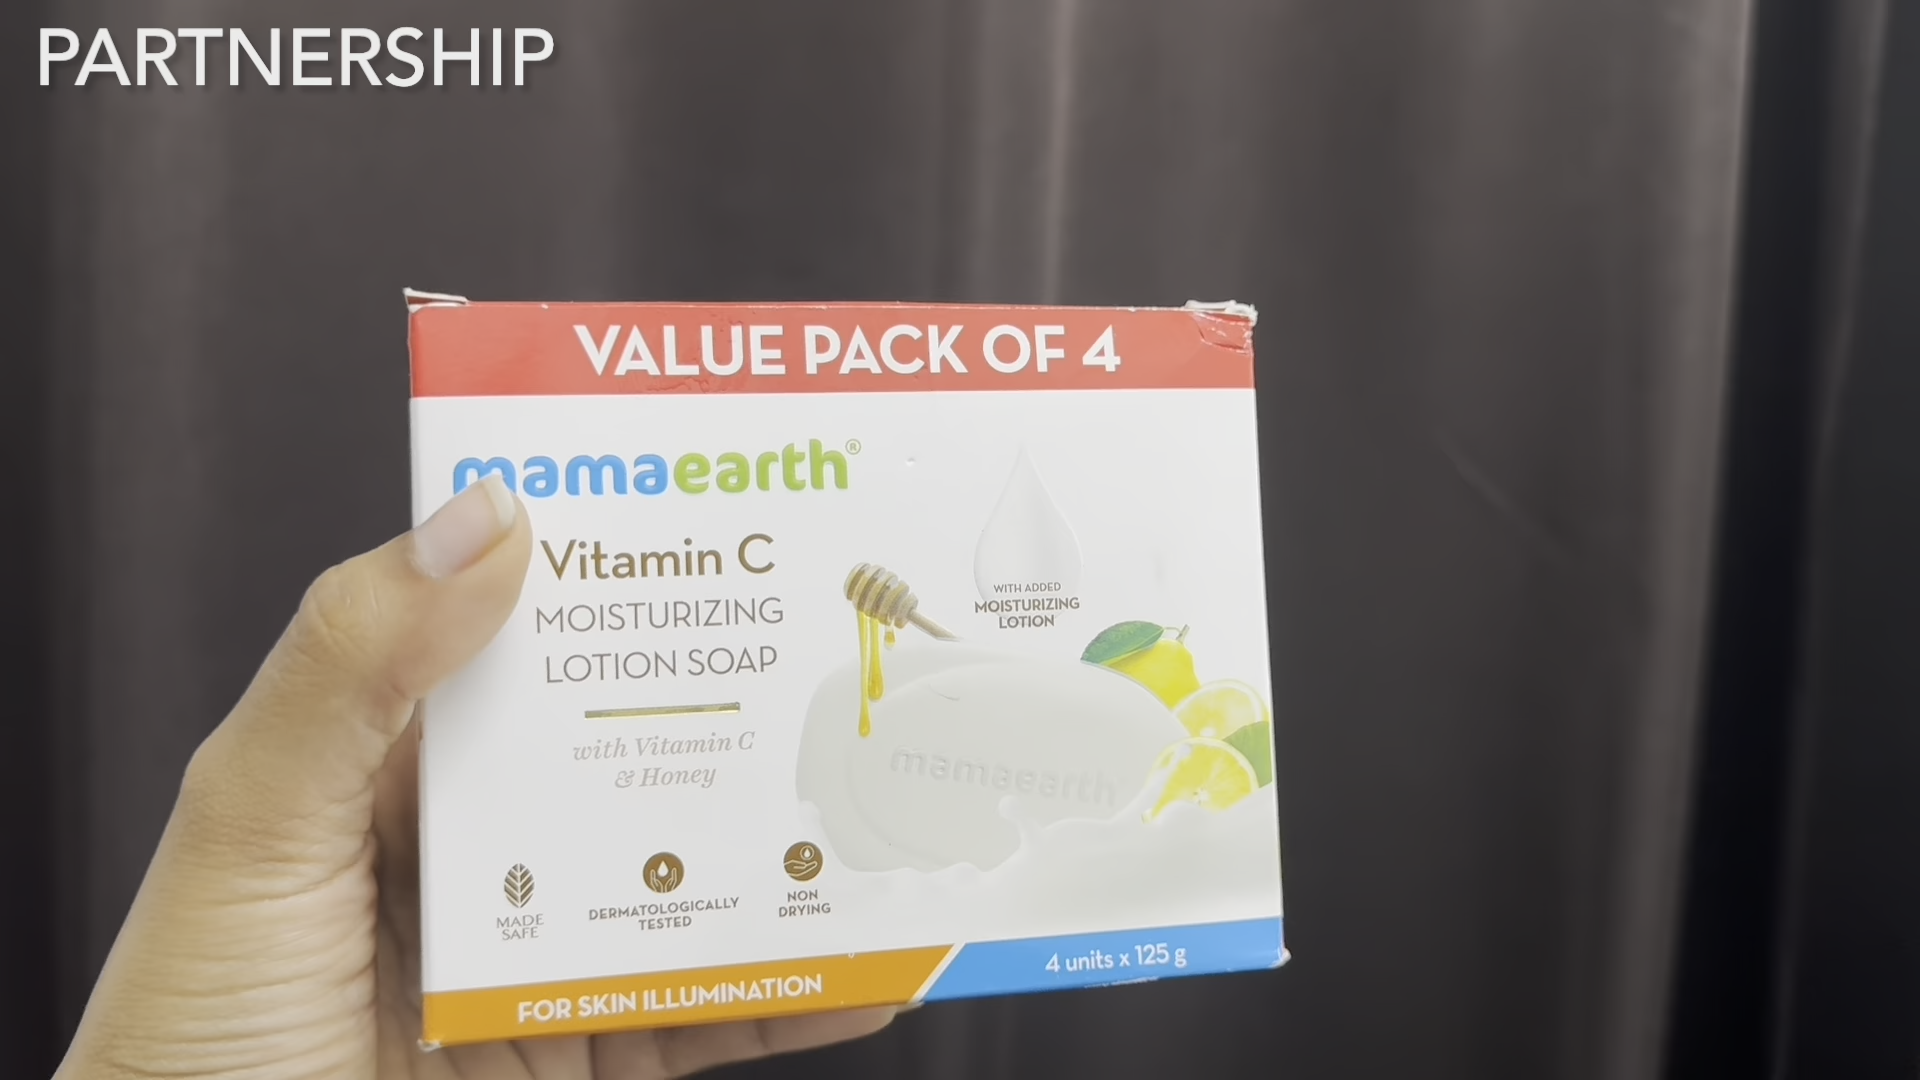 PARTNERSHIP
VALUE PACK OF 4
mamaearth®
Vitamin C
MOISTURIZING
LOTION SOAP
with Vitamin C
& Honey
WITH ADDED
MOISTURIZING
LOTION
mamaearth
MADE
SAFE
DERMATOLOGICALLY
TESTED
NON
DRYING
FOR SKIN ILLUMINATION
4 units x 125 g